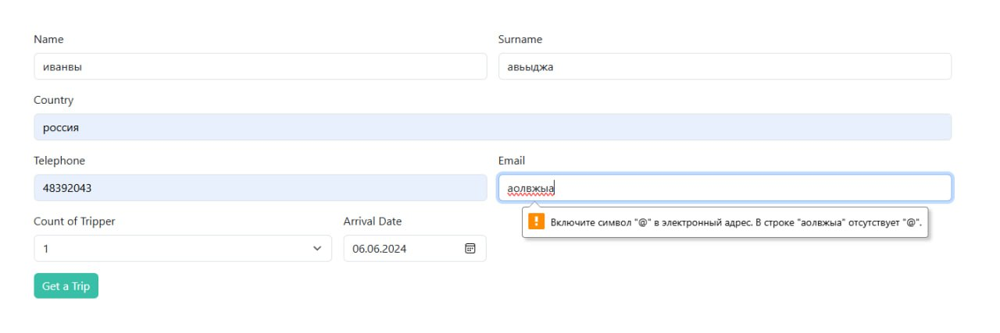 Name
Surname
иванвы
авьыджа
Country
россия
Telephone
Email
48392043
аолвжыа
Count of Tripper
Arrival Date
Включите символ "@" в электронный адрес. В строке "аолвжыа" отсутствует "@".
1
06.06.2024
Get a Trip